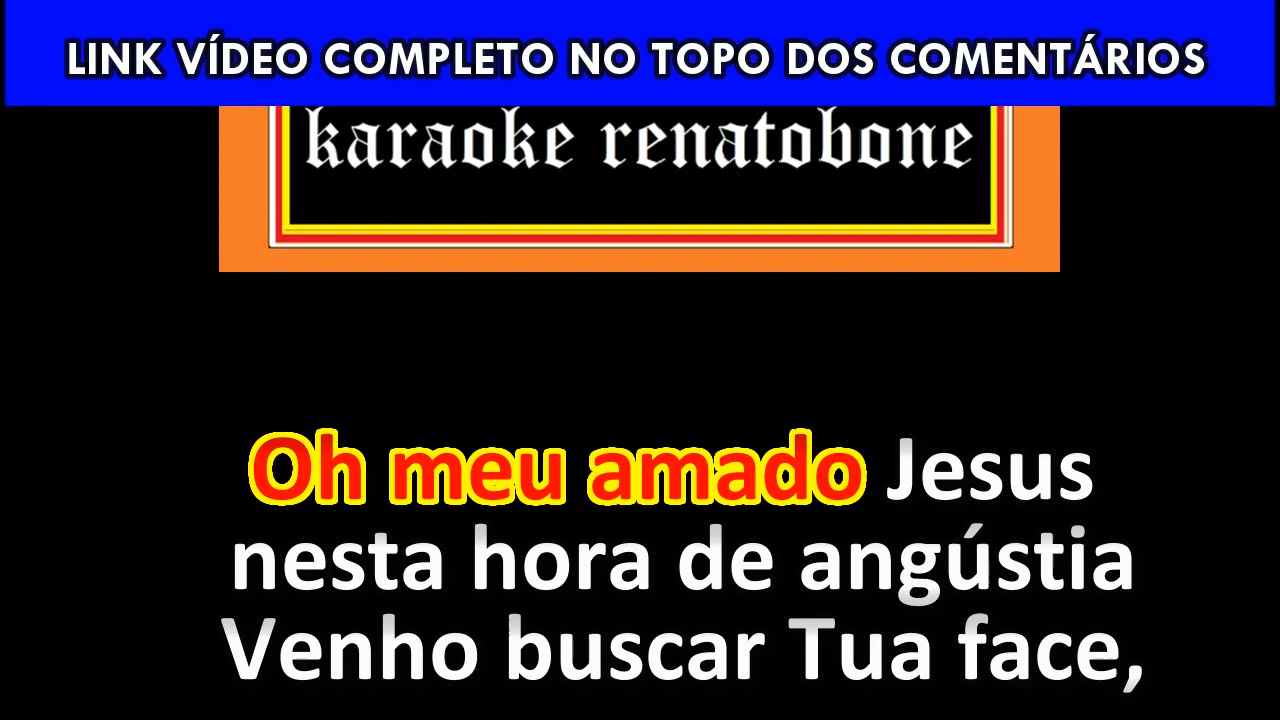 LINK VÍDEO COMPLETO NO TOPO DOS COMENTÁRIOS
karaoke renatobone
Oh meu amado Jesus
nesta hora de angústia
Venho buscar Tua face,